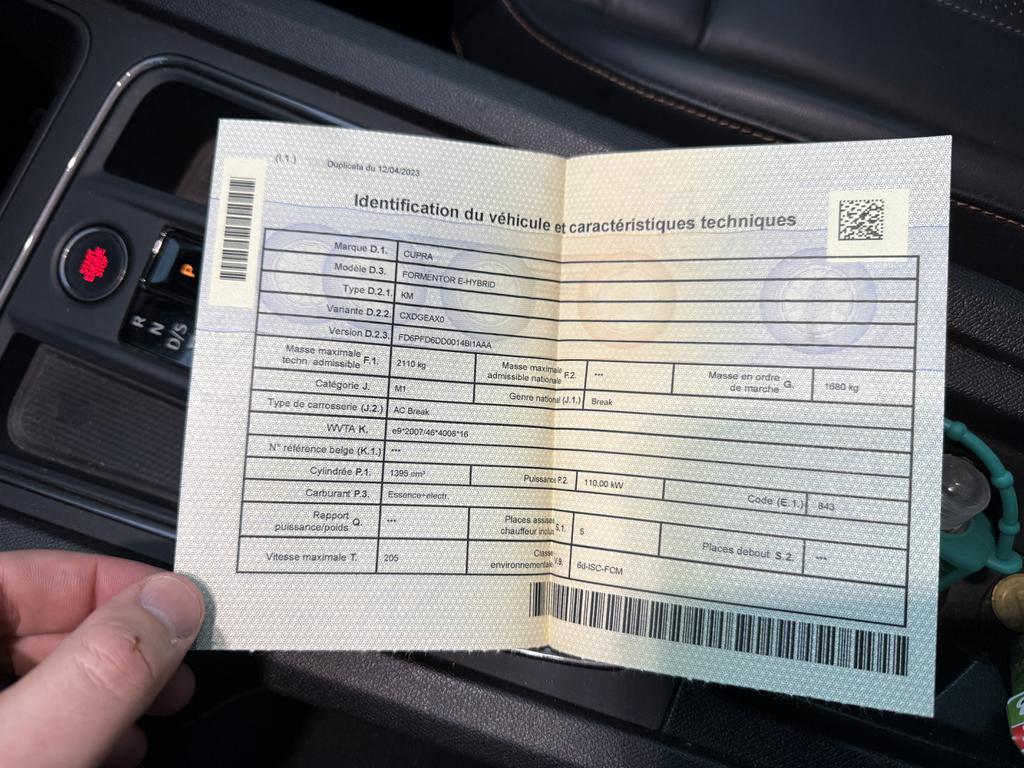 (I.1.) Duplicata du 12/04/2023
Identification du véhicule et caractéristiques techniques
Marque D.1. CUPRA
Modèle D.3. FORMENTOR E-HYBRID
Type D.2.1. KM
Variante D.2.2. CXDGEAX0
Version D.2.3. FD6PFD6DD0014BI1AAA
Masse maximale techn. admissible F.1. 2110 kg Masse maximale admissible nationale F.2. *** Masse en ordre de marche G. 1680 kg
Catégorie J. M1 Genre national (J.1.) Break
Type de carrosserie (J.2.) AC Break
WVTA K. e9*2007/46*4008*16
N° référence belge (K.1.) ***
Cylindrée P.1. 1395 cm³ Puissance P.2. 110,00 kW Code (E.1.) 843
Carburant P.3. Essence+electr.
Rapport puissance/poids Q. *** Places assises chauffeur inclus S.1. 5 Places debout S.2. ***
Vitesse maximale T. 205 Classe environnementale V.9. 6d-ISC-FCM
P
R
N
D/S